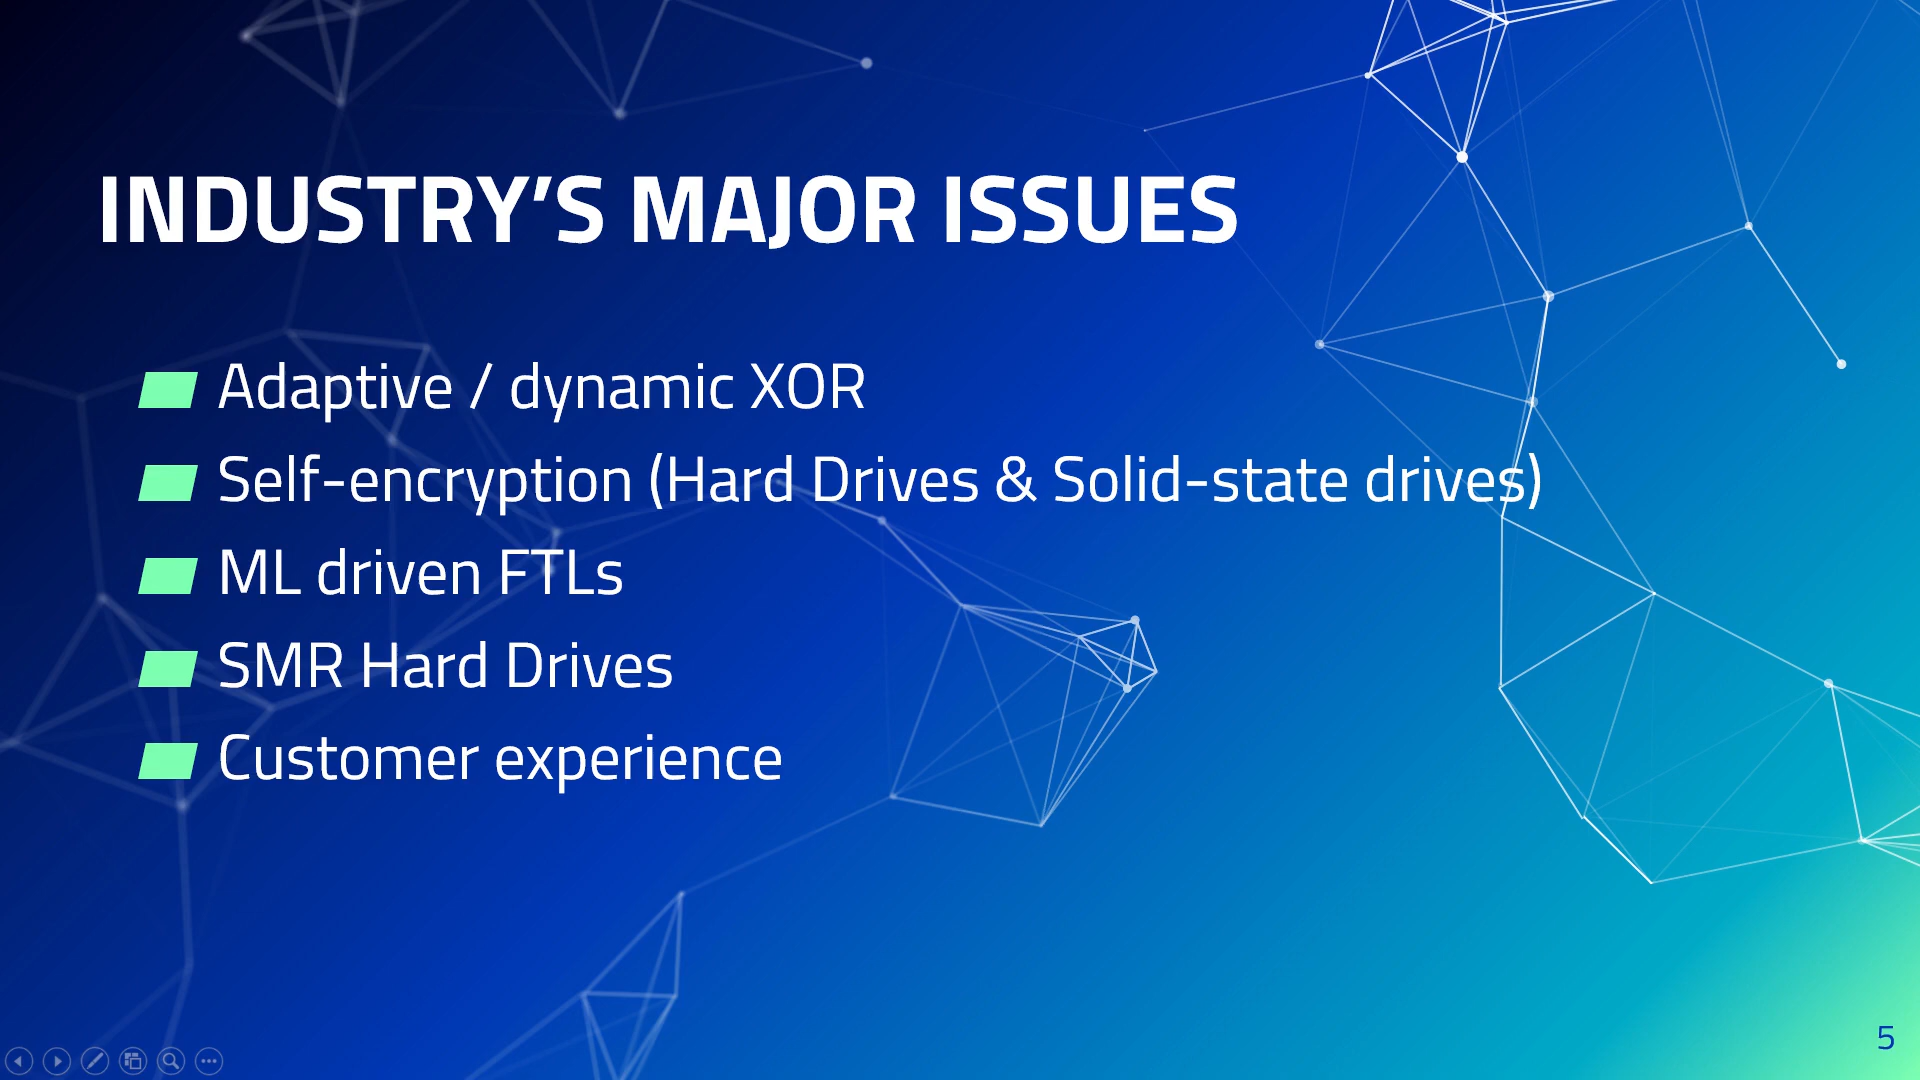 INDUSTRY’S MAJOR ISSUES
Adaptive / dynamic XOR
Self-encryption (Hard Drives & Solid-state drives)
ML driven FTLs
SMR Hard Drives
Customer experience
5